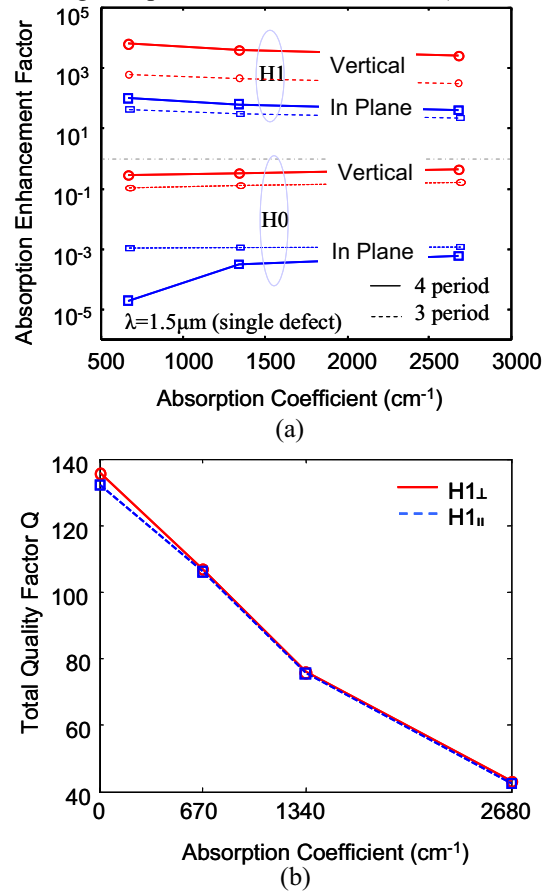 10^5
10^3
10^1
10^-1
10^-3
10^-5
Absorption Enhancement Factor
H1
Vertical
In Plane
Vertical
H0
In Plane
4 period
3 period
λ=1.5μm (single defect)
500 1000 1500 2000 2500 3000
Absorption Coefficient (cm^-1)
(a)
140
120
100
80
60
40
Total Quality Factor Q
H1⊥
H1||
0 670 1340 2680
Absorption Coefficient (cm^-1)
(b)